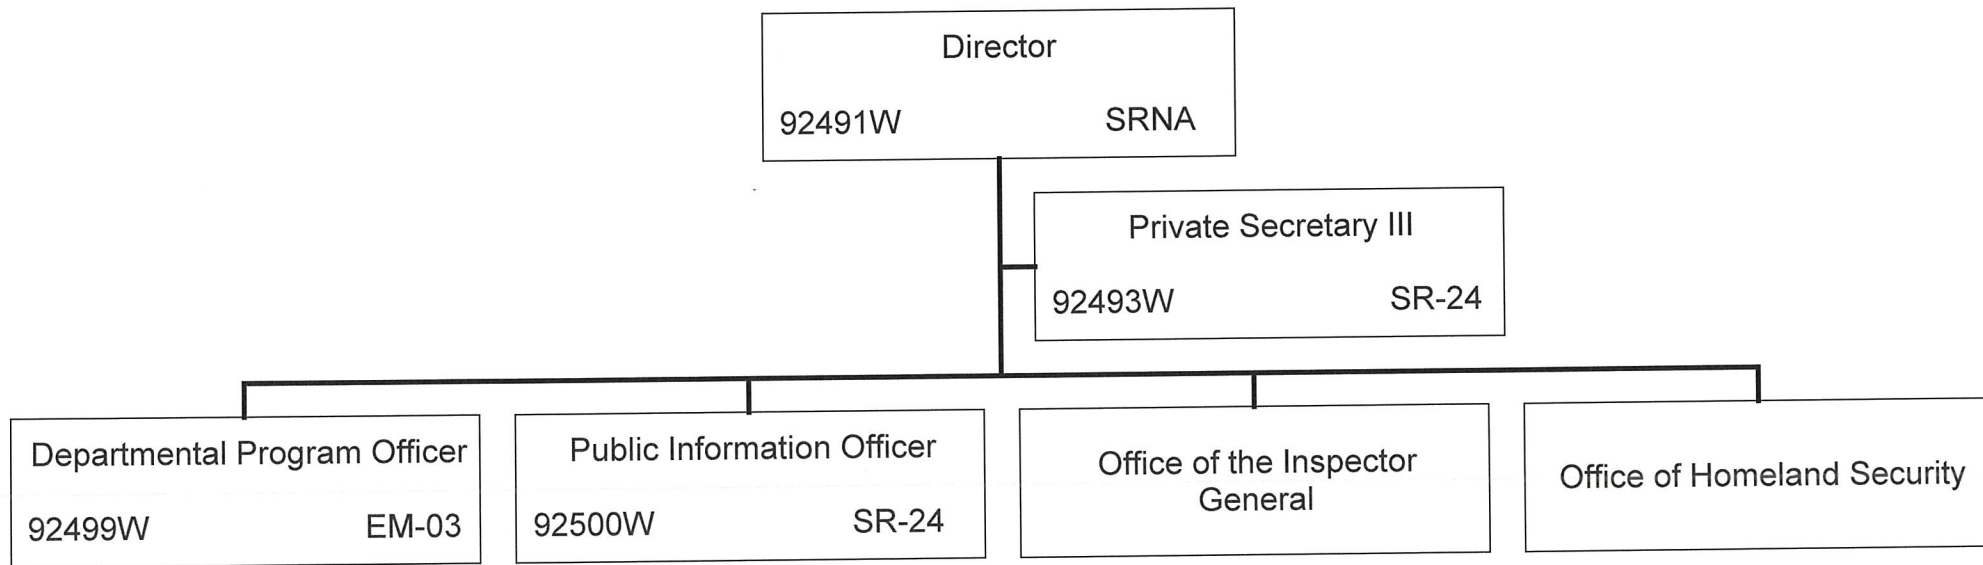 Director
92491W SRNA
Private Secretary III
92493W SR-24
Departmental Program Officer
92499W EM-03
Public Information Officer
92500W SR-24
Office of the Inspector
General
Office of Homeland Security